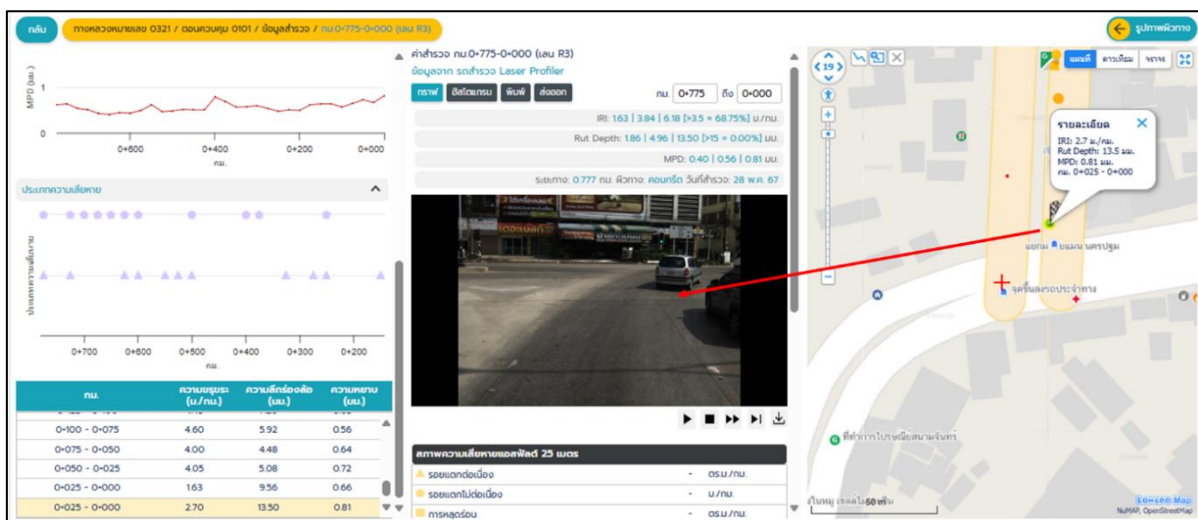 กลับ
ทางหลวงหมายเลข 0321 / ตอนควบคุม 0101 / ข้อมูลสำรวจ / กม.0+775-0+000 (เลน R3)
รูปภาพผิวทาง
MPD (มม.)
1
0
0+600 0+400 0+200 0+000
กม.
ประเภทความเสียหาย
ประเภทความเสียหาย
0+700 0+600 0+500 0+400 0+300 0+200
กม.
กม. ความขรุขระ (ม./กม.) ความลึกร่องล้อ (มม.) ความหยาบ (มม.)
0+100 - 0+075 4.60 5.92 0.56
0+075 - 0+050 4.00 4.48 0.64
0+050 - 0+025 4.05 5.08 0.72
0+025 - 0+000 1.63 9.56 0.66
0+025 - 0+000 2.70 13.50 0.81
ค่าสำรวจ กม.0+775-0+000 (เลน R3)
ข้อมูลจาก รถสำรวจ Laser Profiler
กราฟ ฮิสโตแกรม พิมพ์ ส่งออก
กม. 0+775 ถึง 0+000
IRI: 1.63 | 3.84 | 6.18 [>3.5 = 68.75%] ม./กม.
Rut Depth: 1.86 | 4.96 | 13.50 [>15 = 0.00%] มม.
MPD: 0.40 | 0.56 | 0.81 มม.
ระยะทาง: 0.777 กม. ผิวทาง: คอนกรีต วันที่สำรวจ: 28 พ.ค. 67
สภาพความเสียหายแอสฟัลต์ 25 เมตร
รอยแตกต่อเนื่อง - ตร.ม./กม.
รอยแตกไม่ต่อเนื่อง - ม./กม.
การหลุดร่อน - ตร.ม./กม.
19
แผนที่ ดาวเทียม จราจร
รายละเอียด
IRI: 2.7 ม./กม.
Rut Depth: 13.5 มม.
MPD: 0.81 มม.
กม. 0+025 - 0+000
จุดขึ้นลงรถประจำทาง
ที่ทำการไปรษณีย์สนามจันทร์
50 เมตร
Longdo Map
NuMAP, OpenStreetMap